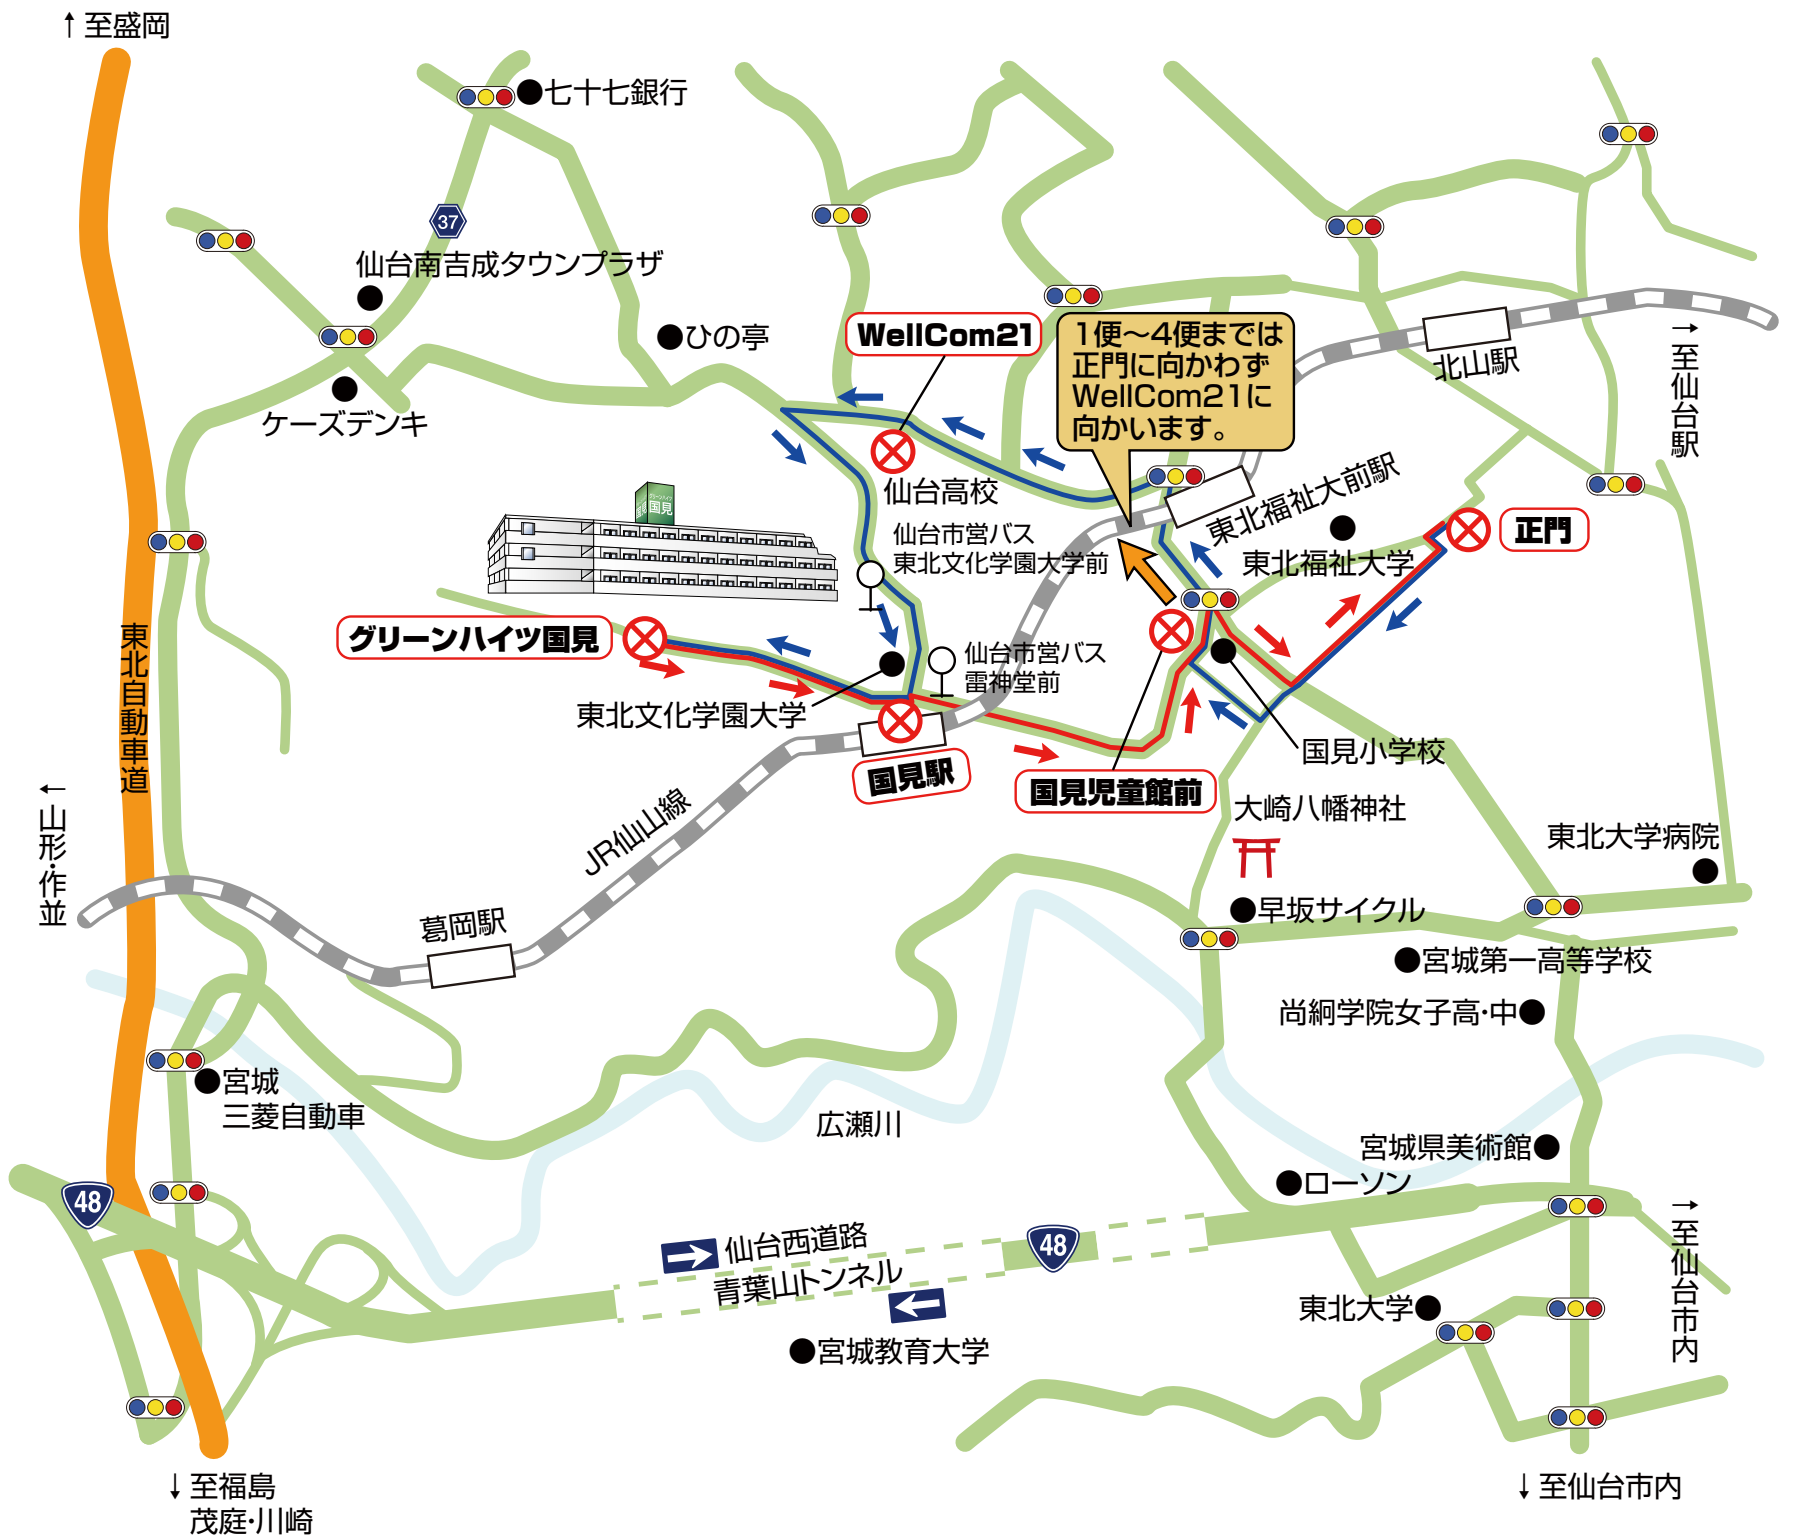 ↑至盛岡
七十七銀行
37
仙台南吉成タウンプラザ
ひの亭
ケーズデンキ
WellCom21
1便～4便までは
正門に向かわず
WellCom21に
向かいます。
北山駅
→至仙台駅
仙台高校
東北福祉大前駅
仙台市営バス
東北文化学園大学前
東北福祉大学
正門
国見
グリーンハイツ国見
仙台市営バス
雷神堂前
東北自動車道
東北文化学園大学
国見駅
国見小学校
国見児童館前
←山形・作並
JR仙山線
大崎八幡神社
東北大学病院
葛岡駅
早坂サイクル
宮城第一高等学校
尚絅学院女子高・中
宮城
三菱自動車
広瀬川
宮城県美術館
ローソン
48
仙台西道路
青葉山トンネル
48
→至仙台市内
東北大学
宮城教育大学
↓至福島
茂庭・川崎
↓至仙台市内